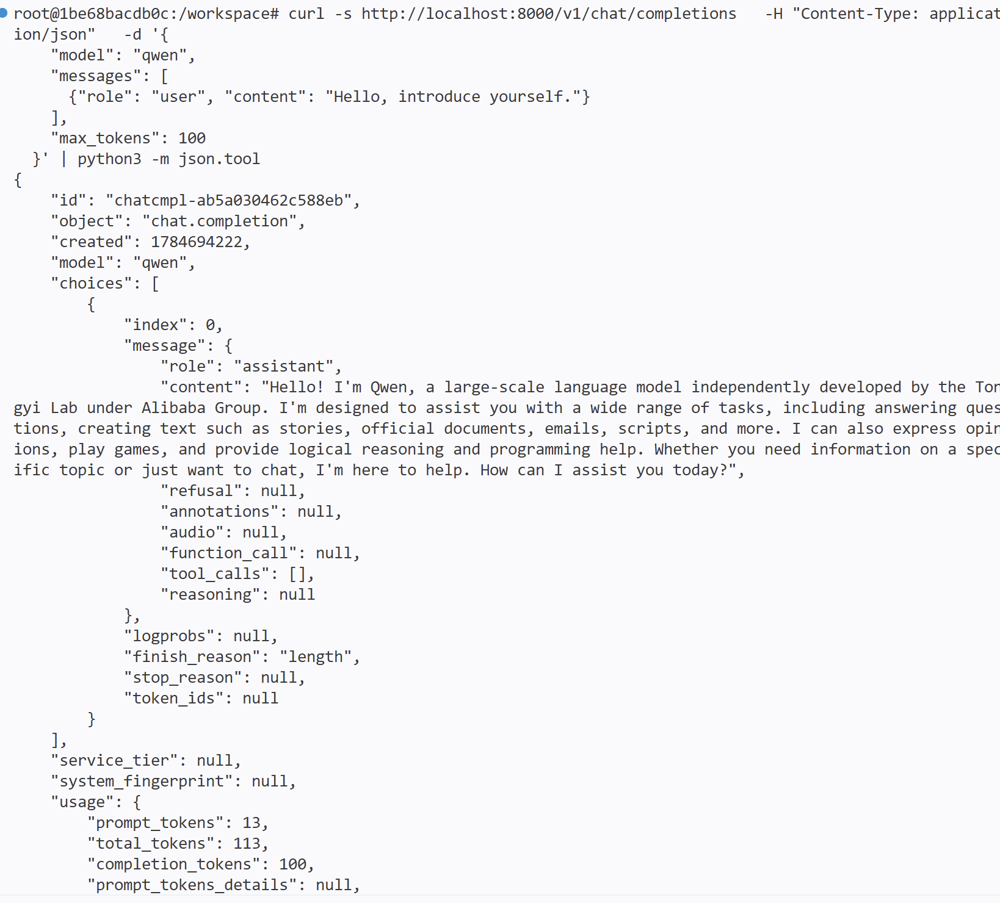 root@1be68bacdb0c:/workspace# curl -s http://localhost:8000/v1/chat/completions   -H "Content-Type: applicat
ion/json"   -d '{
    "model": "qwen",
    "messages": [
      {"role": "user", "content": "Hello, introduce yourself."}
    ],
    "max_tokens": 100
  }' | python3 -m json.tool
{
    "id": "chatcmpl-ab5a030462c588eb",
    "object": "chat.completion",
    "created": 1784694222,
    "model": "qwen",
    "choices": [
        {
            "index": 0,
            "message": {
                "role": "assistant",
                "content": "Hello! I'm Qwen, a large-scale language model independently developed by the Ton
gyi Lab under Alibaba Group. I'm designed to assist you with a wide range of tasks, including answering ques
tions, creating text such as stories, official documents, emails, scripts, and more. I can also express opin
ions, play games, and provide logical reasoning and programming help. Whether you need information on a spec
ific topic or just want to chat, I'm here to help. How can I assist you today?",
                "refusal": null,
                "annotations": null,
                "audio": null,
                "function_call": null,
                "tool_calls": [],
                "reasoning": null
            },
            "logprobs": null,
            "finish_reason": "length",
            "stop_reason": null,
            "token_ids": null
        }
    ],
    "service_tier": null,
    "system_fingerprint": null,
    "usage": {
        "prompt_tokens": 13,
        "total_tokens": 113,
        "completion_tokens": 100,
        "prompt_tokens_details": null,